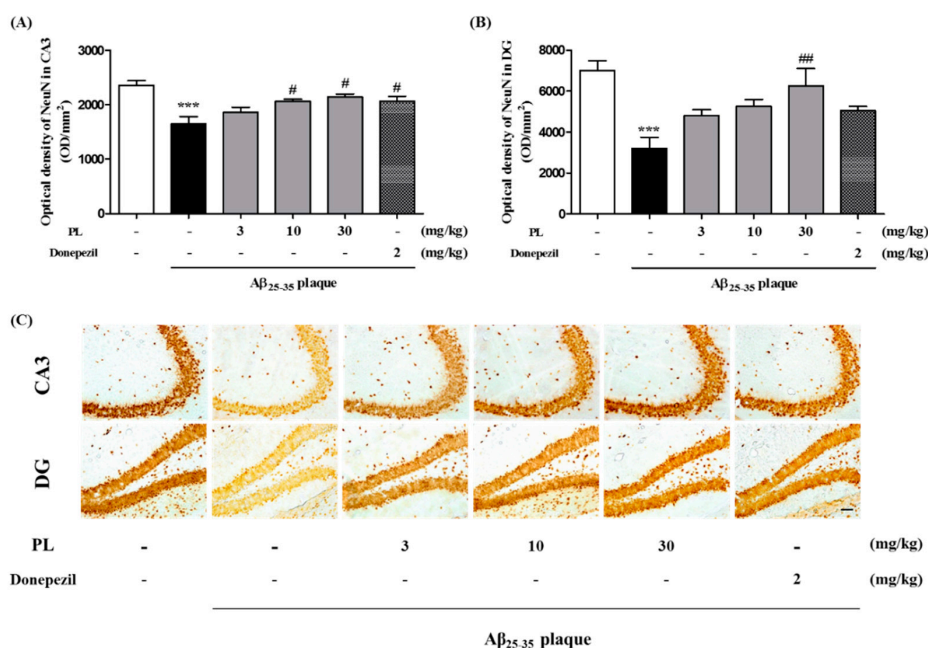 (A)
Optical density of NeuN in CA3
(OD/mm²)
3000
2000
1000
0
***
#
#
#
PL - - 3 10 30 - (mg/kg)
Donepezil - - - - - 2 (mg/kg)
Aβ₂₅₋₃₅ plaque
(B)
Optical density of NeuN in DG
(OD/mm²)
8000
6000
4000
2000
0
***
##
PL - - 3 10 30 - (mg/kg)
Donepezil - - - - - 2 (mg/kg)
Aβ₂₅₋₃₅ plaque
(C)
CA3
DG
PL - - 3 10 30 - (mg/kg)
Donepezil - - - - - 2 (mg/kg)
Aβ₂₅₋₃₅ plaque